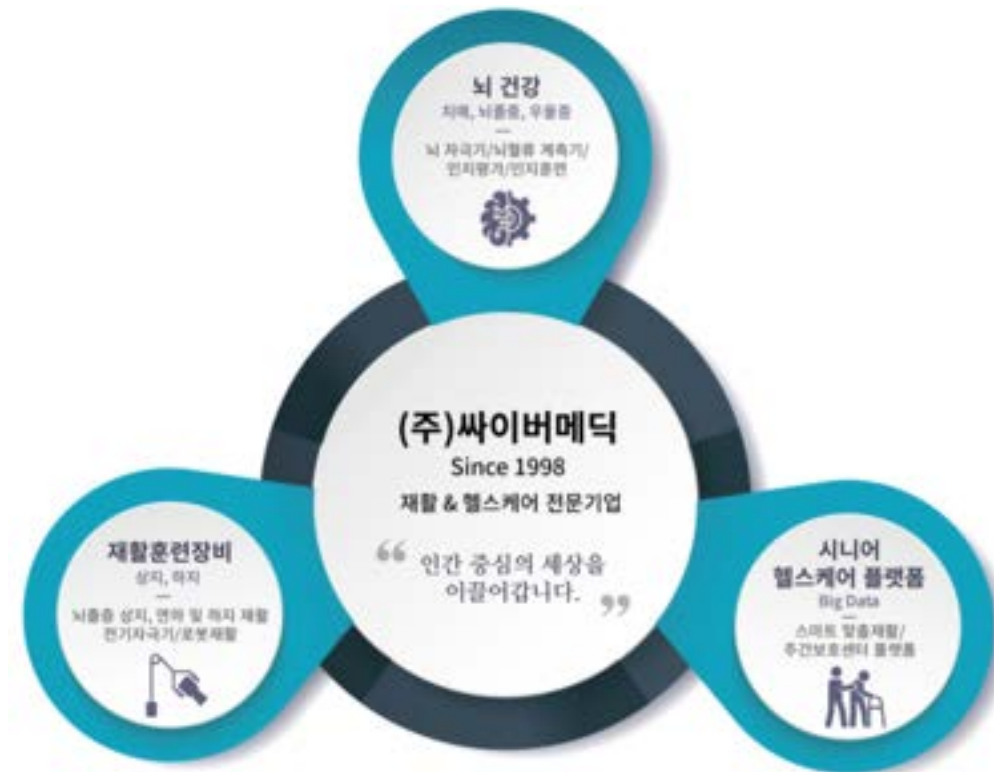 뇌 건강
치매, 뇌졸중, 우울증
뇌 자극기/뇌혈류 계측기/
인지평가/인지훈련
(주)싸이버메딕
Since 1998
재활 & 헬스케어 전문기업
“ 인간 중심의 세상을
이끌어갑니다. ”
재활훈련장비
상지, 하지
뇌졸중 상지, 연하 및 하지 재활
전기자극기/로봇재활
시니어
헬스케어 플랫폼
Big Data
스마트 맞춤재활/
주간보호센터 플랫폼